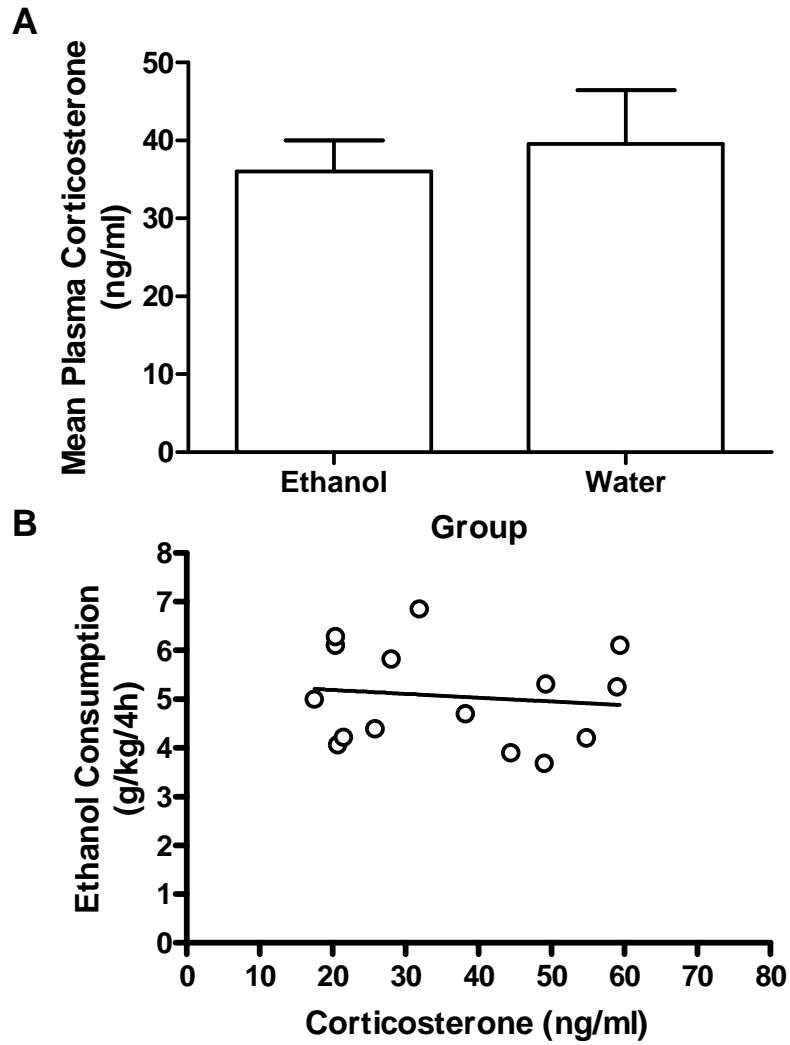 A
Mean Plasma Corticosterone
(ng/ml)
50
40
30
20
10
0
Ethanol Water
Group
B
Ethanol Consumption
(g/kg/4h)
8
7
6
5
4
3
2
1
0
0 10 20 30 40 50 60 70 80
Corticosterone (ng/ml)